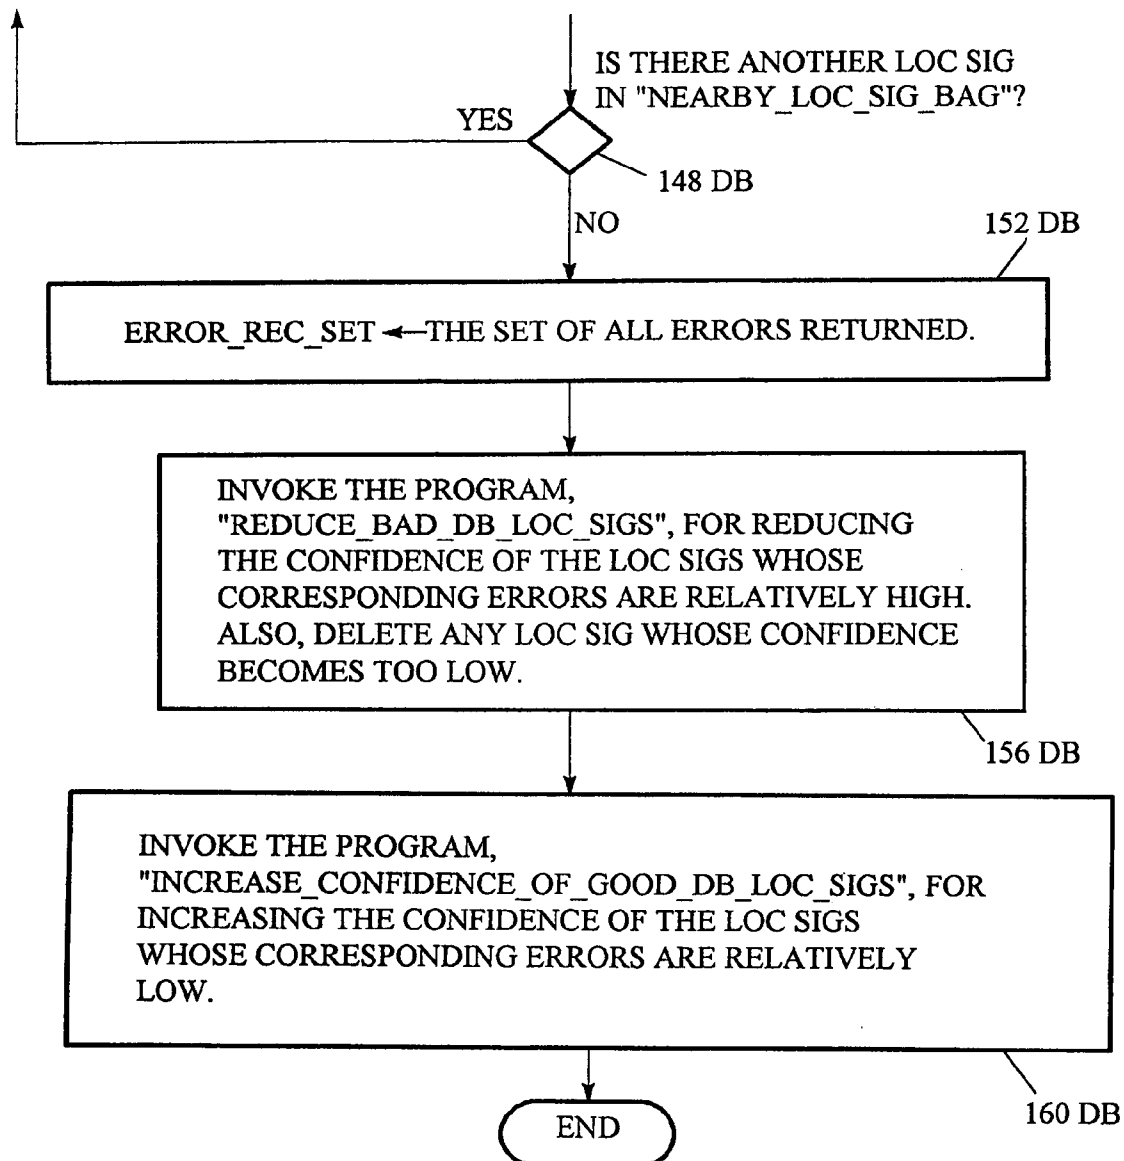 IS THERE ANOTHER LOC SIG
IN "NEARBY_LOC_SIG_BAG"?
YES
148 DB
NO
152 DB
ERROR_REC_SET ←THE SET OF ALL ERRORS RETURNED.
INVOKE THE PROGRAM,
"REDUCE_BAD_DB_LOC_SIGS", FOR REDUCING
THE CONFIDENCE OF THE LOC SIGS WHOSE
CORRESPONDING ERRORS ARE RELATIVELY HIGH.
ALSO, DELETE ANY LOC SIG WHOSE CONFIDENCE
BECOMES TOO LOW.
156 DB
INVOKE THE PROGRAM,
"INCREASE_CONFIDENCE_OF_GOOD_DB_LOC_SIGS", FOR
INCREASING THE CONFIDENCE OF THE LOC SIGS
WHOSE CORRESPONDING ERRORS ARE RELATIVELY
LOW.
160 DB
END